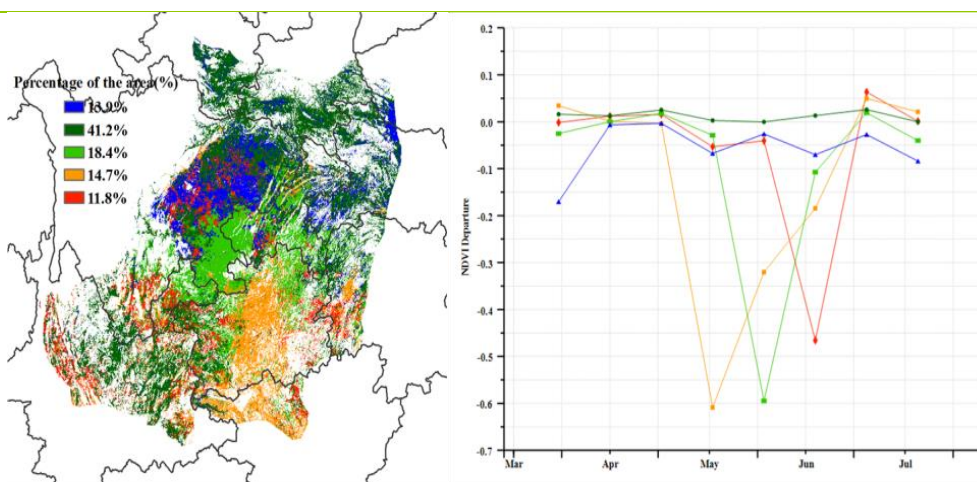 Percentage of the area(%)
13.9%
41.2%
18.4%
14.7%
11.8%
0.2
0.1
0.0
-0.1
-0.2
-0.3
-0.4
-0.5
-0.6
-0.7
NDVI Departure
Mar
Apr
May
Jun
Jul